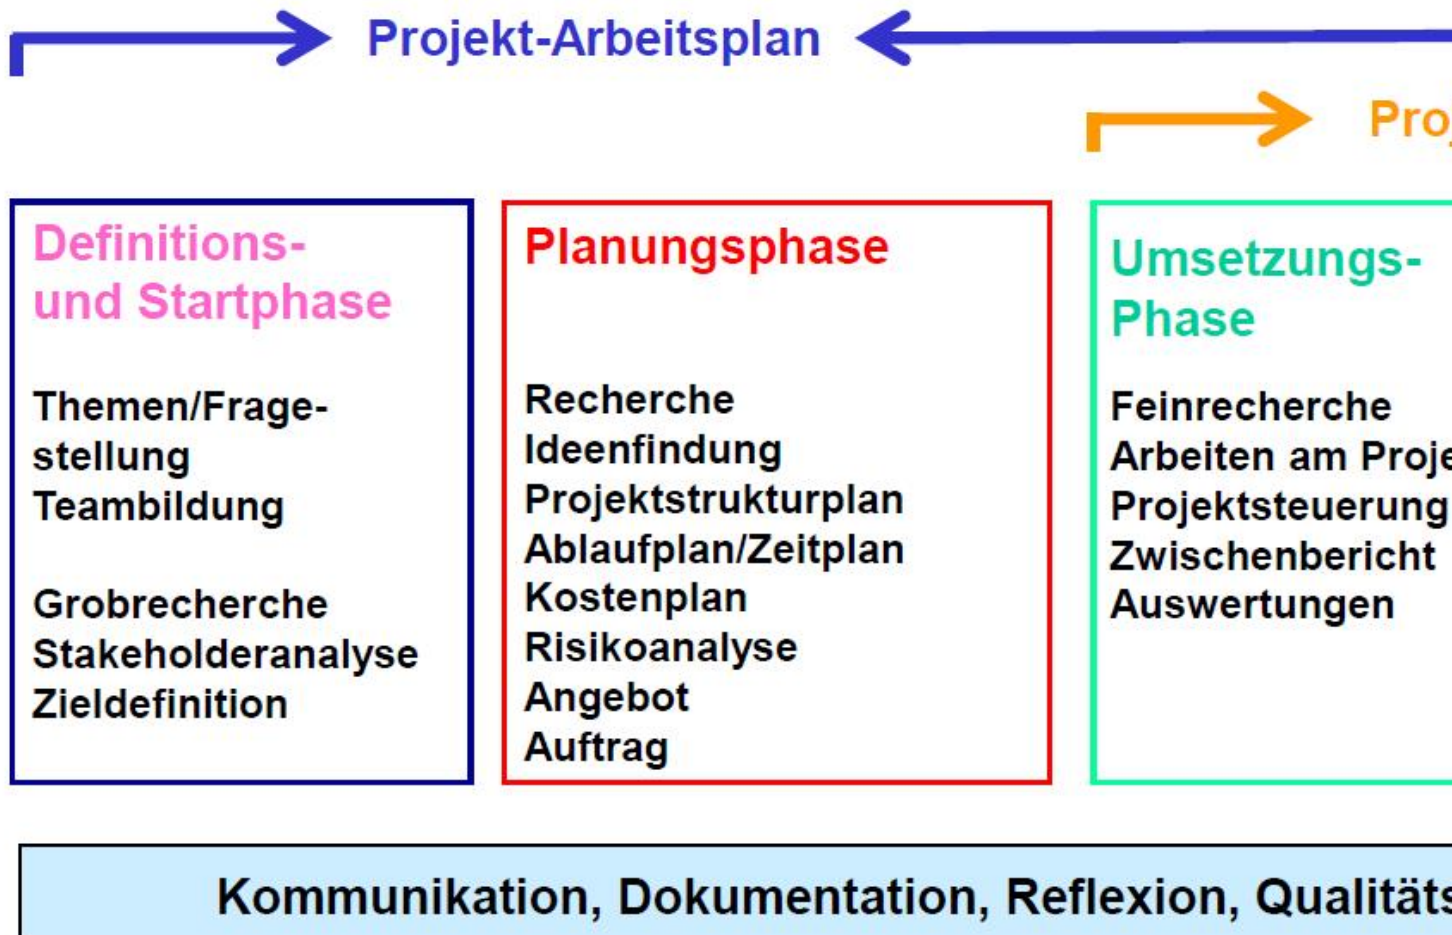 Projekt-Arbeitsplan
Definitions-
und Startphase
Themen/Frage-
stellung
Teambildung
Grobrecherche
Stakeholderanalyse
Zieldefinition
Planungsphase
Recherche
Ideenfindung
Projektstrukturplan
Ablaufplan/Zeitplan
Kostenplan
Risikoanalyse
Angebot
Auftrag
Umsetzungs-
Phase
Feinrecherche
Arbeiten am
Projektsteuerung
Zwischenbericht
Auswertungen
Kommunikation, Dokumentation, Reflexion,